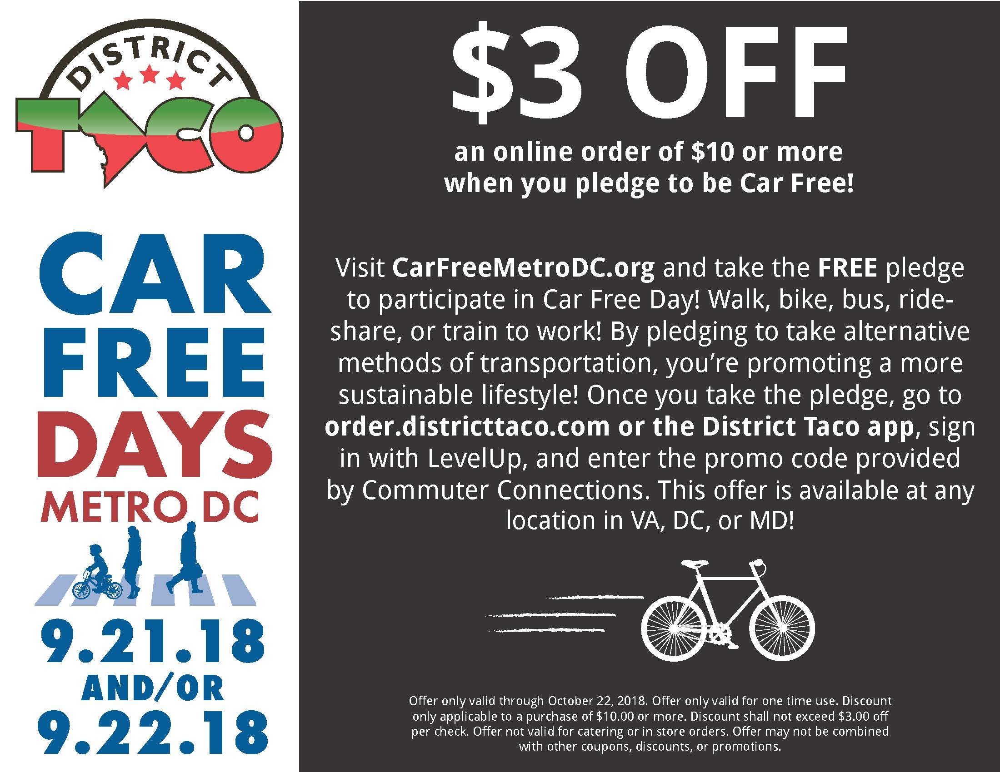 DISTRICT
TACO
CAR
FREE
DAYS
METRO DC
9.21.18
AND/OR
9.22.18
$3 OFF
an online order of $10 or more
when you pledge to be Car Free!
Visit CarFreeMetroDC.org and take the FREE pledge
to participate in Car Free Day! Walk, bike, bus, ride-
share, or train to work! By pledging to take alternative
methods of transportation, you’re promoting a more
sustainable lifestyle! Once you take the pledge, go to
order.districttaco.com or the District Taco app, sign
in with LevelUp, and enter the promo code provided
by Commuter Connections. This offer is available at any
location in VA, DC, or MD!
Offer only valid through October 22, 2018. Offer only valid for one time use. Discount
only applicable to a purchase of $10.00 or more. Discount shall not exceed $3.00 off
per check. Offer not valid for catering or in store orders. Offer may not be combined
with other coupons, discounts, or promotions.